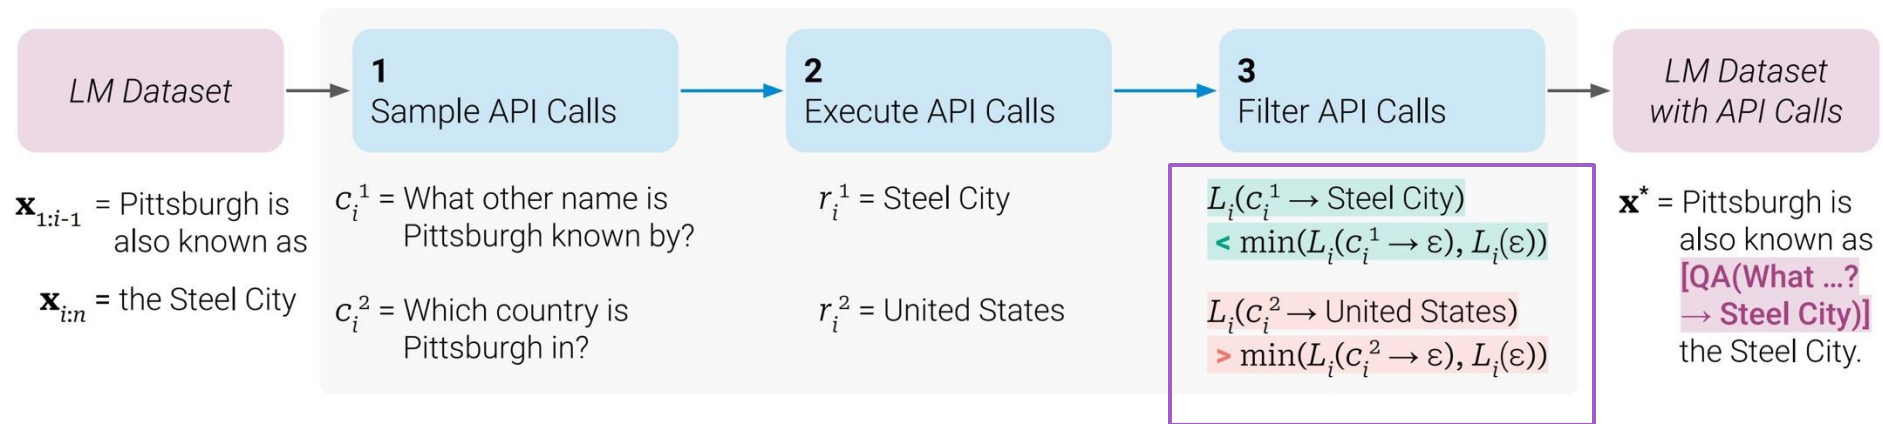 LM Dataset
1
Sample API Calls
2
Execute API Calls
3
Filter API Calls
LM Dataset
with API Calls
x1:i-1 = Pittsburgh is
also known as
xi:n = the Steel City
ci1 = What other name is
Pittsburgh known by?
ci2 = Which country is
Pittsburgh in?
ri1 = Steel City
ri2 = United States
Li(ci1 → Steel City)
< min(Li(ci1 → ε), Li(ε))
Li(ci2 → United States)
> min(Li(ci2 → ε), Li(ε))
x* = Pittsburgh is
also known as
[QA(What ...?
→ Steel City)]
the Steel City.